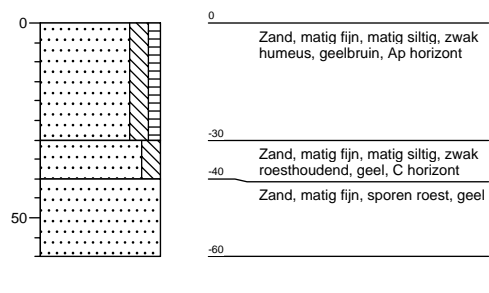 0
50
0
Zand, matig fijn, matig siltig, zwak
humeus, geelbruin, Ap horizont
-30
Zand, matig fijn, matig siltig, zwak
roesthoudend, geel, C horizont
-40
Zand, matig fijn, sporen roest, geel
-60